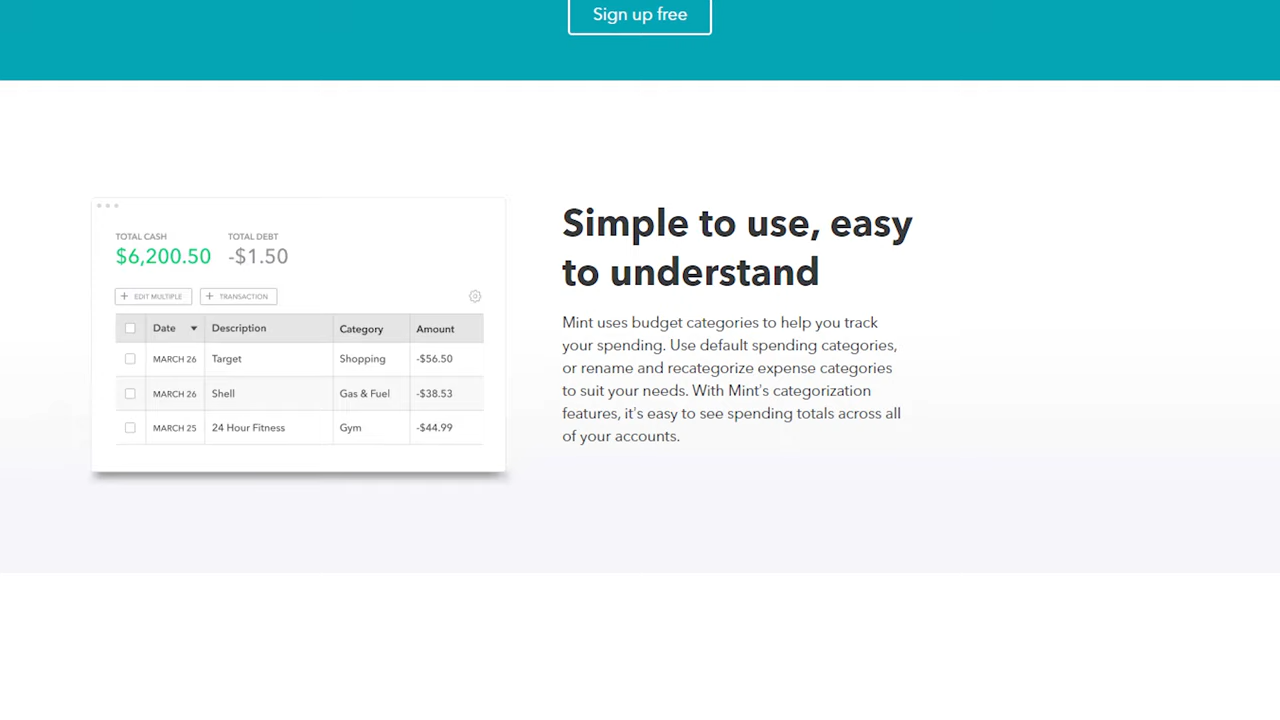 Sign up free
TOTAL CASH TOTAL DEBT
$6,200.50 -$1.50
+ EDIT MULTIPLE + TRANSACTION
Date ▼ Description Category Amount
MARCH 26 Target Shopping -$56.50
MARCH 26 Shell Gas & Fuel -$38.53
MARCH 25 24 Hour Fitness Gym -$44.99
Simple to use, easy
to understand
Mint uses budget categories to help you track
your spending. Use default spending categories,
or rename and recategorize expense categories
to suit your needs. With Mint's categorization
features, it's easy to see spending totals across all
of your accounts.